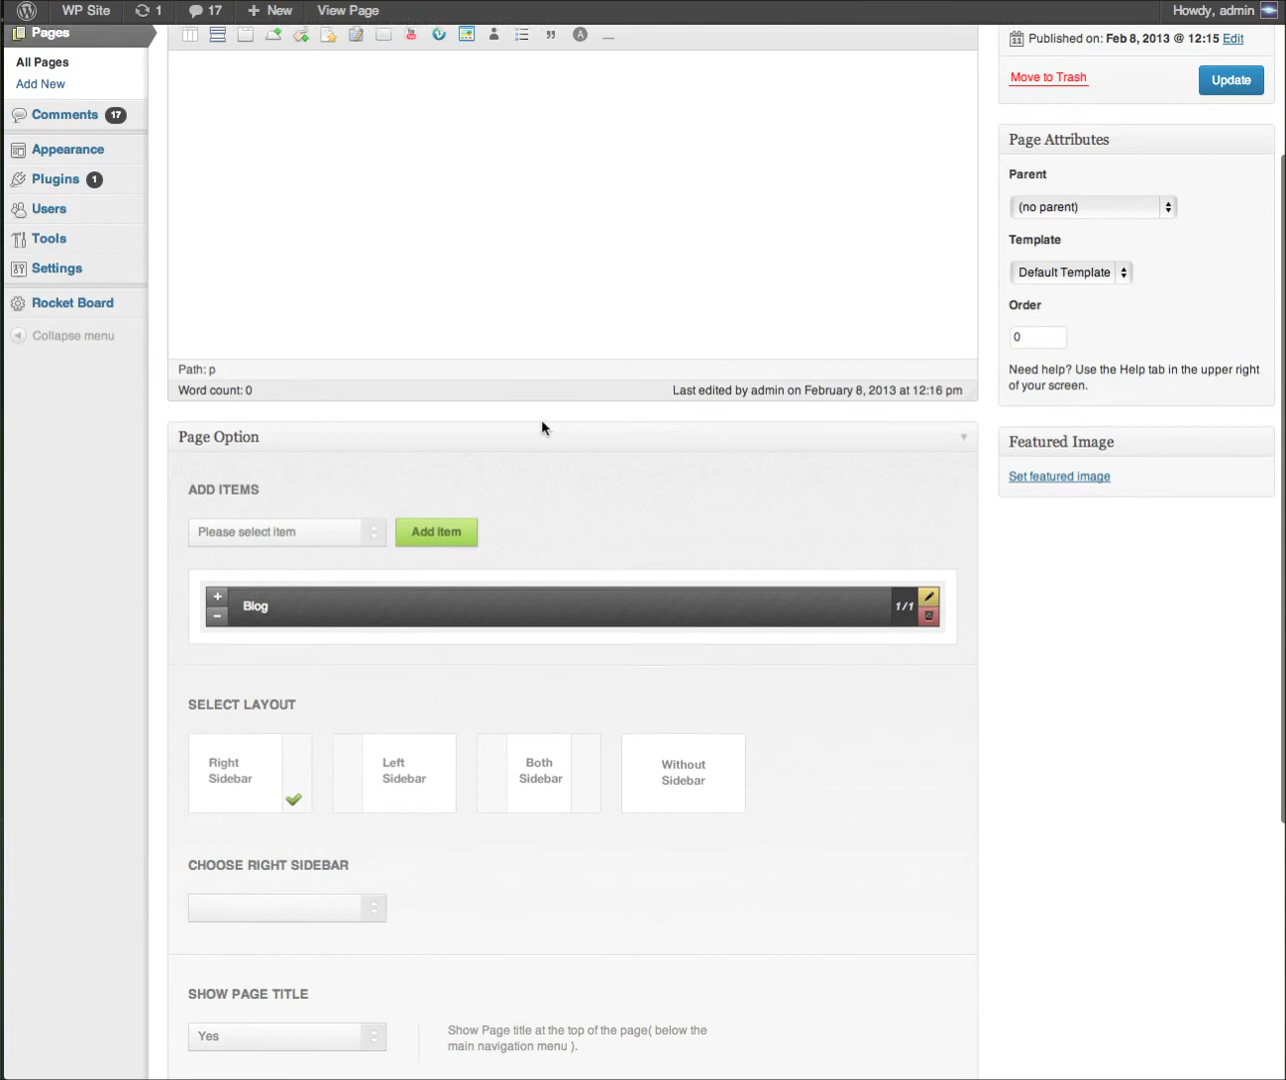 WP Site 1 17 New View Page Howdy, admin
Pages
All Pages
Add New
Comments 17
Appearance
Plugins 1
Users
Tools
Settings
Rocket Board
Collapse menu
Path: p
Word count: 0 Last edited by admin on February 8, 2013 at 12:16 pm
Page Option
ADD ITEMS
Please select item Add Item
Blog 1/1
SELECT LAYOUT
Right
Sidebar
Left
Sidebar
Both
Sidebar
Without
Sidebar
CHOOSE RIGHT SIDEBAR
SHOW PAGE TITLE
Yes
Show Page title at the top of the page( below the
main navigation menu ).
Published on: Feb 8, 2013 @ 12:15 Edit
Move to Trash Update
Page Attributes
Parent
(no parent)
Template
Default Template
Order
0
Need help? Use the Help tab in the upper right
of your screen.
Featured Image
Set featured image